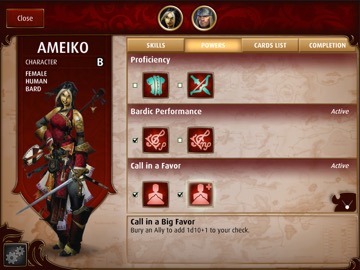 Close
AMEIKO
CHARACTER B
FEMALE
HUMAN
BARD
SKILLS POWERS CARDS LIST COMPLETION
Proficiency
Bardic Performance Active
Call in a Favor Active
Call in a Big Favor
Bury an Ally to add 1d10+1 to your check.